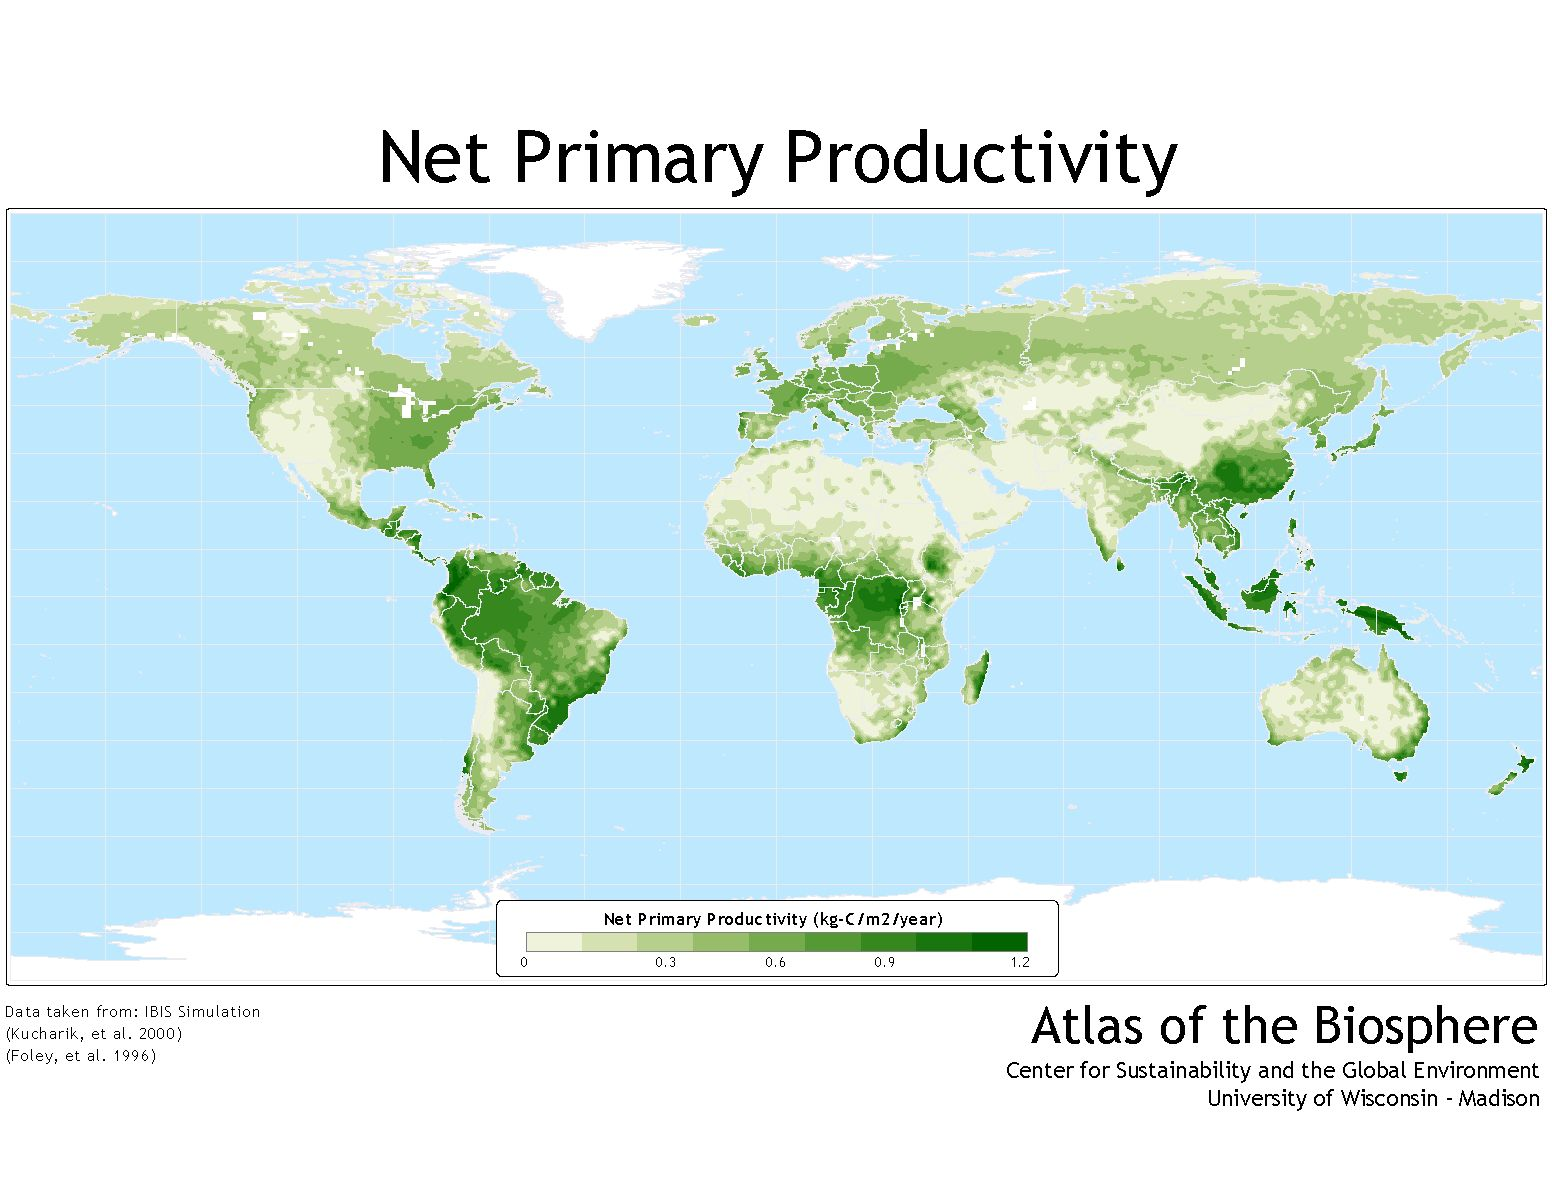 Net Primary Productivity
Net Primary Productivity (kg-C/m2/year)
0 0.3 0.6 0.9 1.2
Data taken from: IBIS Simulation
(Kucharik, et al. 2000)
(Foley, et al. 1996)
Atlas of the Biosphere
Center for Sustainability and the Global Environment
University of Wisconsin - Madison